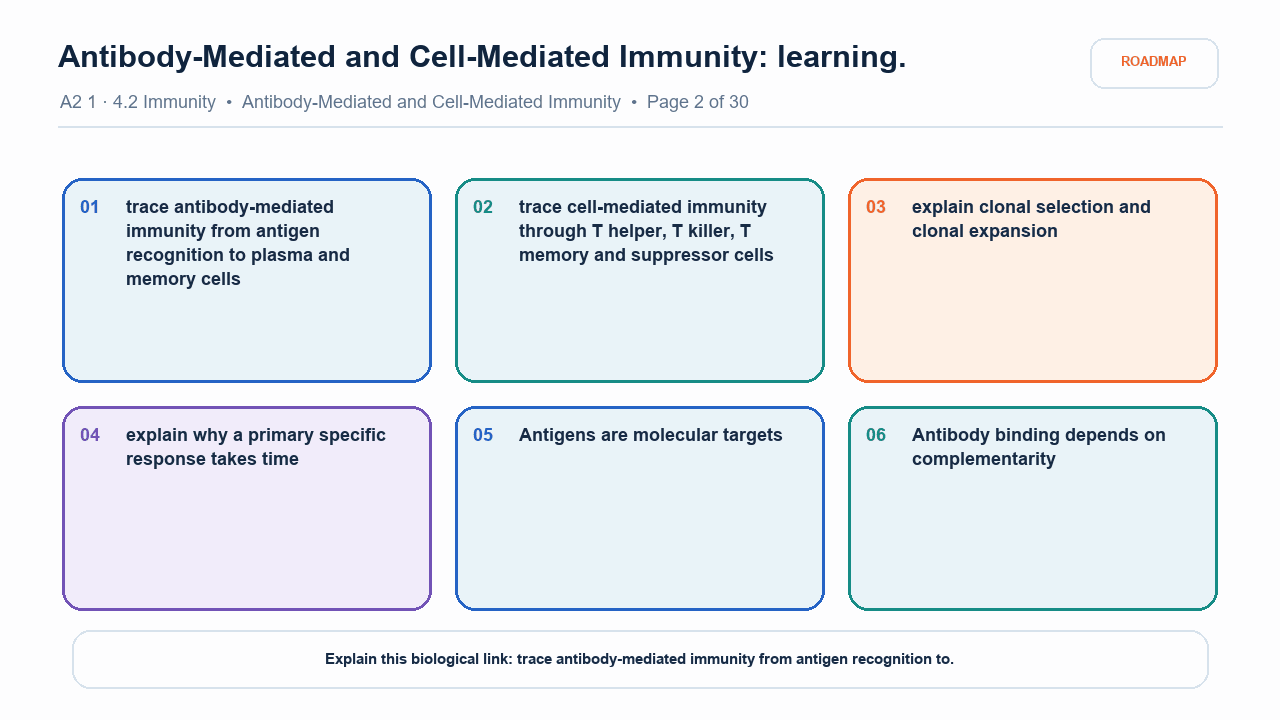 Antibody-Mediated and Cell-Mediated Immunity: learning.
ROADMAP
A2 1 · 4.2 Immunity • Antibody-Mediated and Cell-Mediated Immunity • Page 2 of 30
01
trace antibody-mediated
immunity from antigen
recognition to plasma and
memory cells
02
trace cell-mediated immunity
through T helper, T killer, T
memory and suppressor cells
03
explain clonal selection and
clonal expansion
04
explain why a primary specific
response takes time
05
Antigens are molecular targets
06
Antibody binding depends on
complementarity
Explain this biological link: trace antibody-mediated immunity from antigen recognition to.